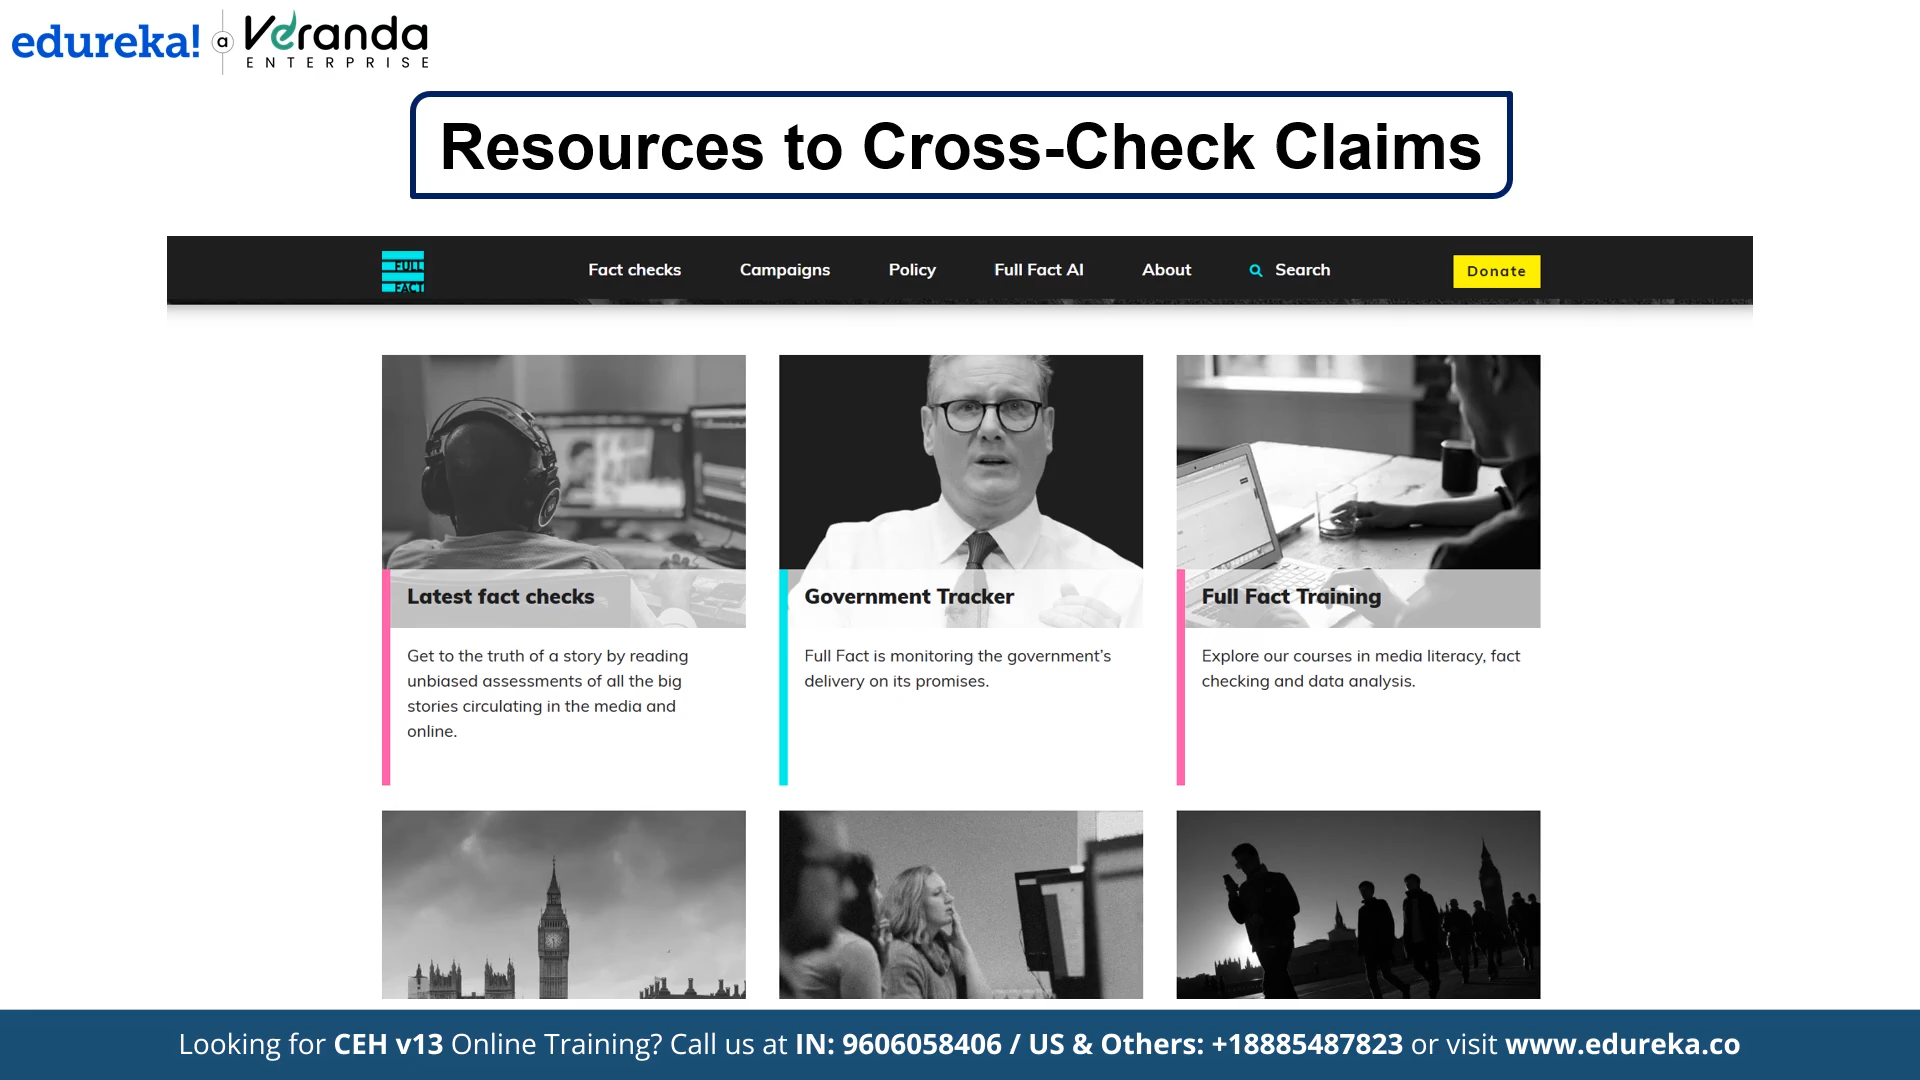 edureka! a Veranda
ENTERPRISE
Resources to Cross-Check Claims
FULL
FACT
Fact checks Campaigns Policy Full Fact AI About Search Donate
Latest fact checks
Get to the truth of a story by reading
unbiased assessments of all the big
stories circulating in the media and
online.
Government Tracker
Full Fact is monitoring the government’s
delivery on its promises.
Full Fact Training
Explore our courses in media literacy, fact
checking and data analysis.
Looking for CEH v13 Online Training? Call us at IN: 9606058406 / US & Others: +18885487823 or visit www.edureka.co